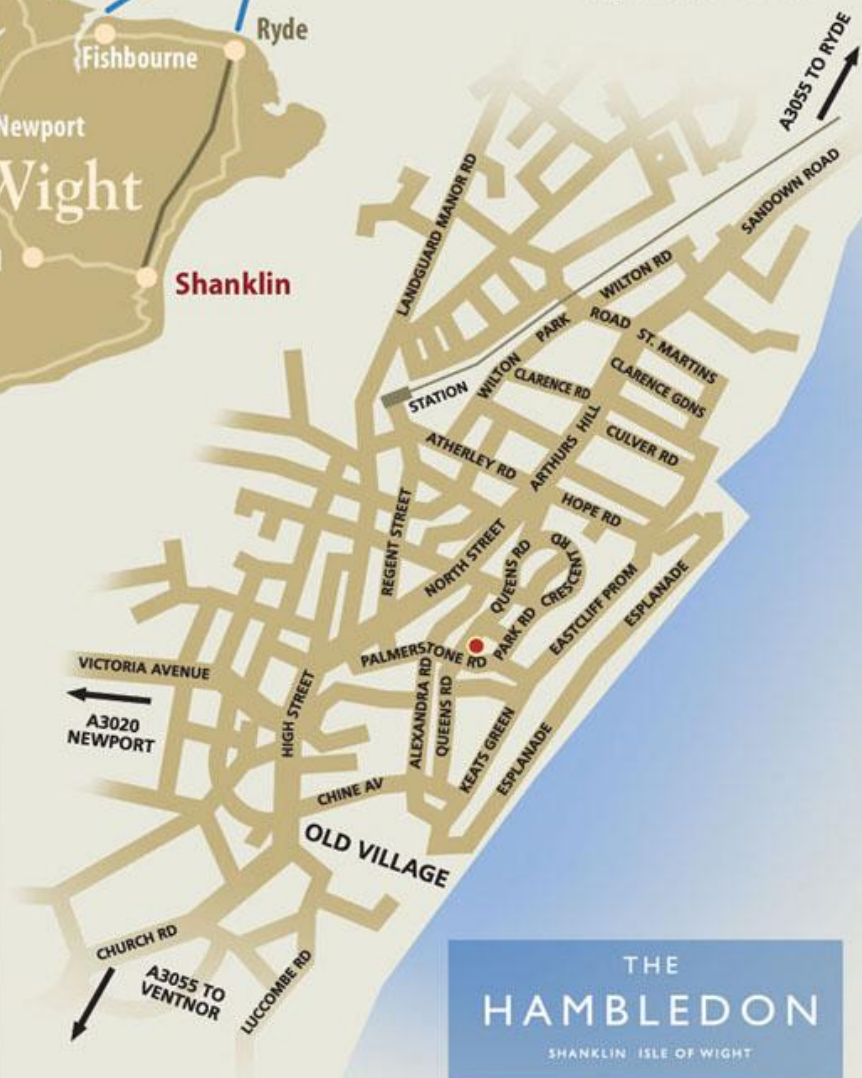 Ryde
Fishbourne
Newport
Wight
Shanklin
A3055 TO RYDE
SANDOWN ROAD
LANDGUARD MANOR RD
WILTON RD
WILTON
PARK
ROAD
ST. MARTINS
STATION
CLARENCE RD
CLARENCE GDNS
CULVER RD
ARTHURS HILL
ATHERLEY RD
HOPE RD
REGENT STREET
NORTH STREET
QUEENS RD
CRESCENT RD
PARK RD
EASTCLIFF PROM
ESPLANADE
PALMERSTONE RD
VICTORIA AVENUE
A3020
NEWPORT
HIGH STREET
ALEXANDRA RD
QUEENS RD
KEATS GREEN
ESPLANADE
CHINE AV
OLD VILLAGE
CHURCH RD
A3055 TO
VENTNOR
LUCCOMBE RD
THE
HAMBLEDON
SHANKLIN ISLE OF WIGHT